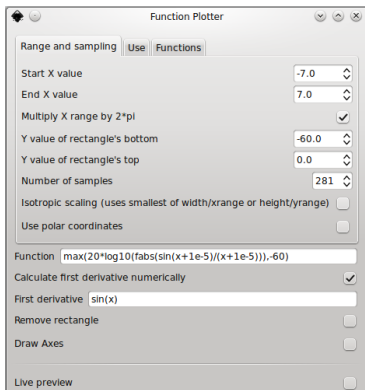 Function Plotter
Range and sampling Use Functions
Start X value -7.0
End X value 7.0
Multiply X range by 2*pi
Y value of rectangle's bottom -60.0
Y value of rectangle's top 0.0
Number of samples 281
Isotropic scaling (uses smallest of width/xrange or height/yrange)
Use polar coordinates
Function max(20*log10(fabs(sin(x+1e-5)/(x+1e-5))),-60)
Calculate first derivative numerically
First derivative sin(x)
Remove rectangle
Draw Axes
Live preview